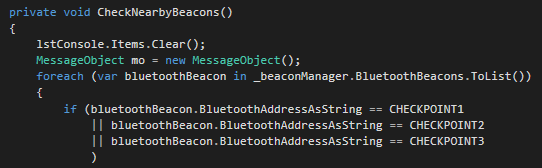 private void CheckNearbyBeacons()
{
lstConsole.Items.Clear();
MessageObject mo = new MessageObject();
foreach (var bluetoothBeacon in _beaconManager.BluetoothBeacons.ToList())
{
if (bluetoothBeacon.BluetoothAddressAsString == CHECKPOINT1
|| bluetoothBeacon.BluetoothAddressAsString == CHECKPOINT2
|| bluetoothBeacon.BluetoothAddressAsString == CHECKPOINT3
)